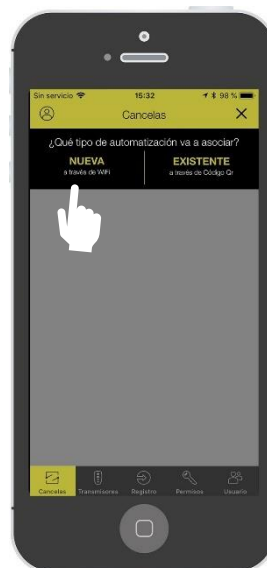 Sin servicio 15:32 98 %
Cancelas
¿Qué tipo de automatización va a asociar?
NUEVA EXISTENTE
a través de WiFi a través de Código Qr
Cancelas Transmisores Registro Permisos Usuario